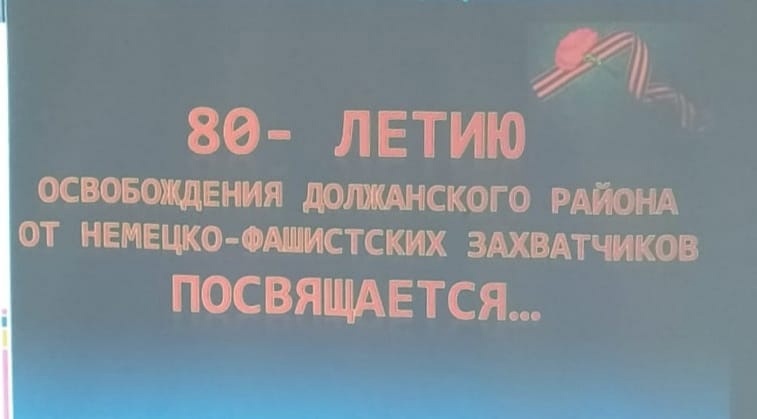 80- ЛЕТИЮ
ОСВОБОЖДЕНИЯ ДОЛЖАНСКОГО РАЙОНА
ОТ НЕМЕЦКО-ФАШИСТСКИХ ЗАХВАТЧИКОВ
ПОСВЯЩАЕТСЯ...